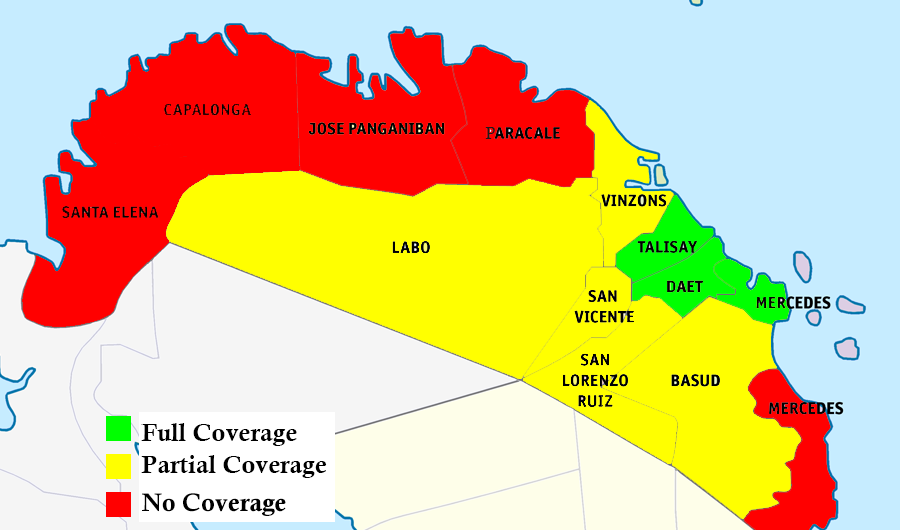 CAPALONGA
JOSE PANGANIBAN
PARACALE
SANTA ELENA
VINZONS
LABO
TALISAY
DAET
SAN
VICENTE
MERCEDES
SAN
LORENZO
RUIZ
BASUD
MERCEDES
Full Coverage
Partial Coverage
No Coverage